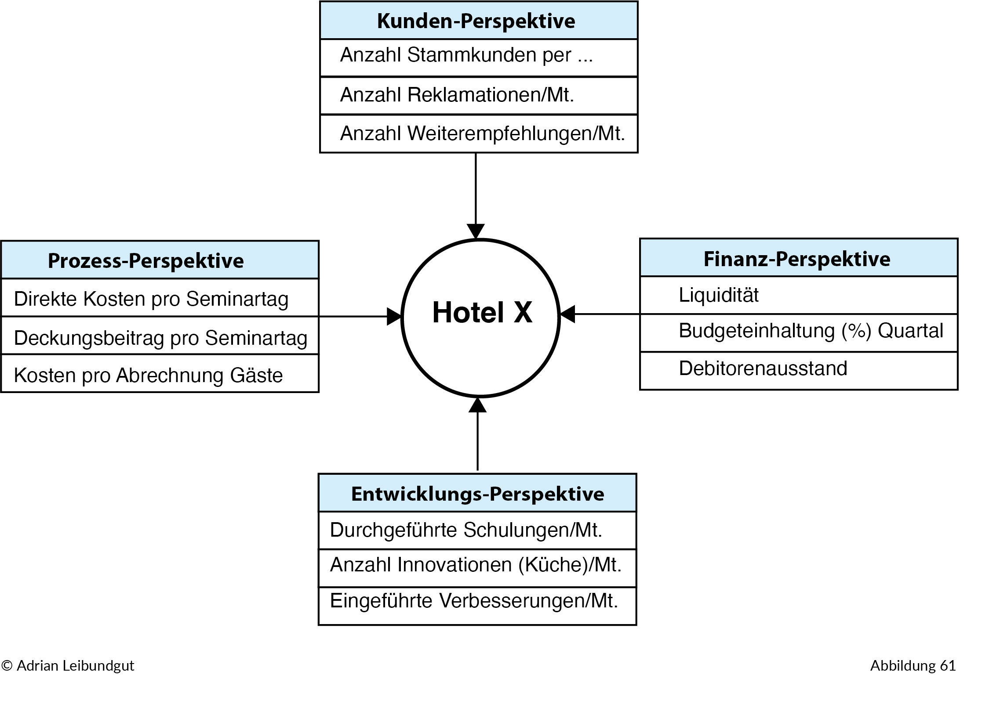 Kunden-Perspektive
Anzahl Stammkunden per ...
Anzahl Reklamationen/Mt.
Anzahl Weiterempfehlungen/Mt.
Prozess-Perspektive
Direkte Kosten pro Seminartag
Deckungsbeitrag pro Seminartag
Kosten pro Abrechnung Gäste
Hotel X
Finanz-Perspektive
Liquidität
Budgeteinhaltung (%) Quartal
Debitorenausstand
Entwicklungs-Perspektive
Durchgeführte Schulungen/Mt.
Anzahl Innovationen (Küche)/Mt.
Eingeführte Verbesserungen/Mt.
© Adrian Leibundgut
Abbildung 61